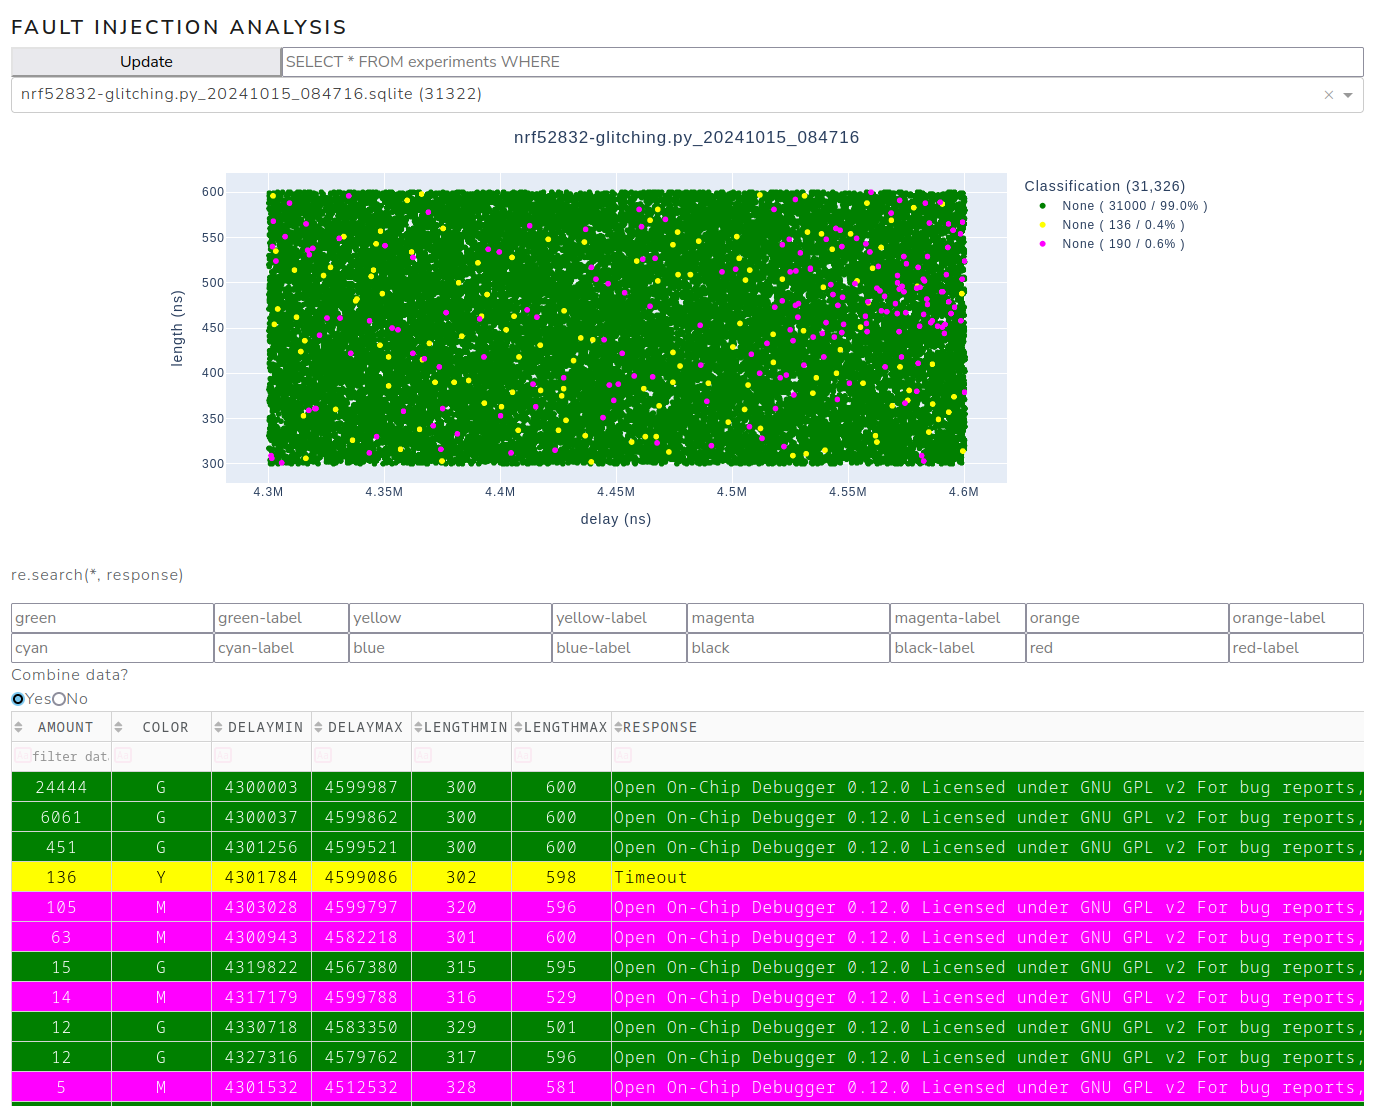 FAULT INJECTION ANALYSIS
Update SELECT * FROM experiments WHERE
nrf52832-glitching.py_20241015_084716.sqlite (31322) ×
nrf52832-glitching.py_20241015_084716
Classification (31,326)
None ( 31000 / 99.0% )
None ( 136 / 0.4% )
None ( 190 / 0.6% )
length (ns)
600
550
500
450
400
350
300
4.3M 4.35M 4.4M 4.45M 4.5M 4.55M 4.6M
delay (ns)
re.search(*, response)
green green-label yellow yellow-label magenta magenta-label orange orange-label
cyan cyan-label blue blue-label black black-label red red-label
Combine data?
Yes No
AMOUNT COLOR DELAYMIN DELAYMAX LENGTHMIN LENGTHMAX RESPONSE
Aa filter dat Aa Aa Aa Aa Aa Aa
24444 G 4300003 4599987 300 600 Open On-Chip Debugger 0.12.0 Licensed under GNU GPL v2 For bug reports,
6061 G 4300037 4599862 300 600 Open On-Chip Debugger 0.12.0 Licensed under GNU GPL v2 For bug reports,
451 G 4301256 4599521 300 600 Open On-Chip Debugger 0.12.0 Licensed under GNU GPL v2 For bug reports,
136 Y 4301784 4599086 302 598 Timeout
105 M 4303028 4599797 320 596 Open On-Chip Debugger 0.12.0 Licensed under GNU GPL v2 For bug reports,
63 M 4300943 4582218 301 600 Open On-Chip Debugger 0.12.0 Licensed under GNU GPL v2 For bug reports,
15 G 4319822 4567380 315 595 Open On-Chip Debugger 0.12.0 Licensed under GNU GPL v2 For bug reports,
14 M 4317179 4599788 316 529 Open On-Chip Debugger 0.12.0 Licensed under GNU GPL v2 For bug reports,
12 G 4330718 4583350 329 501 Open On-Chip Debugger 0.12.0 Licensed under GNU GPL v2 For bug reports,
12 G 4327316 4579762 317 596 Open On-Chip Debugger 0.12.0 Licensed under GNU GPL v2 For bug reports,
5 M 4301532 4512532 328 581 Open On-Chip Debugger 0.12.0 Licensed under GNU GPL v2 For bug reports,